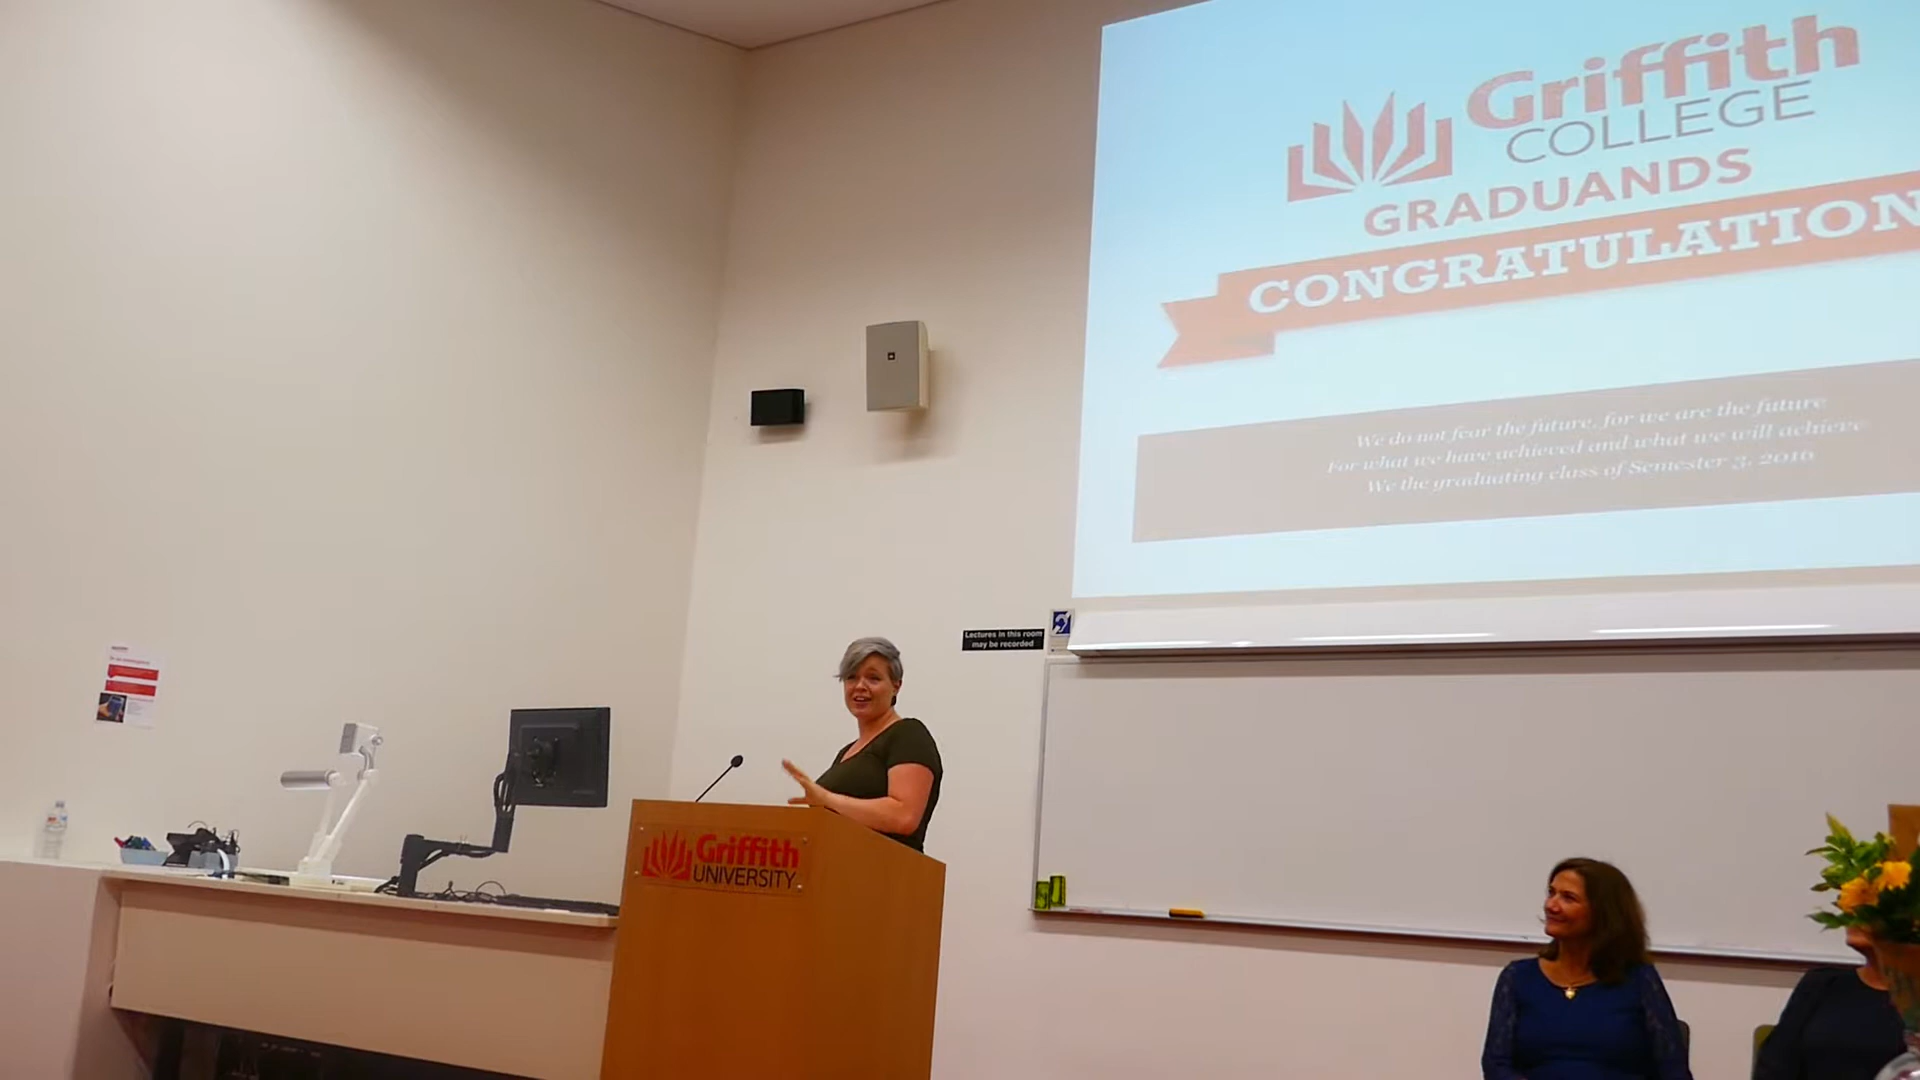 Griffith
COLLEGE
GRADUANDS
CONGRATULATION
We do not fear the future, for we are the future
For what we have achieved and what we will achieve
We the graduating class of Semester 3, 2016
Lectures in this room
may be recorded
Griffith
UNIVERSITY